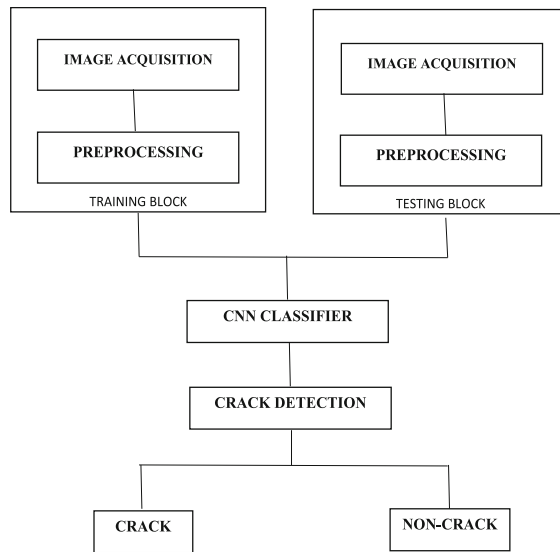 IMAGE ACQUISITION
PREPROCESSING
TRAINING BLOCK
IMAGE ACQUISITION
PREPROCESSING
TESTING BLOCK
CNN CLASSIFIER
CRACK DETECTION
CRACK
NON-CRACK